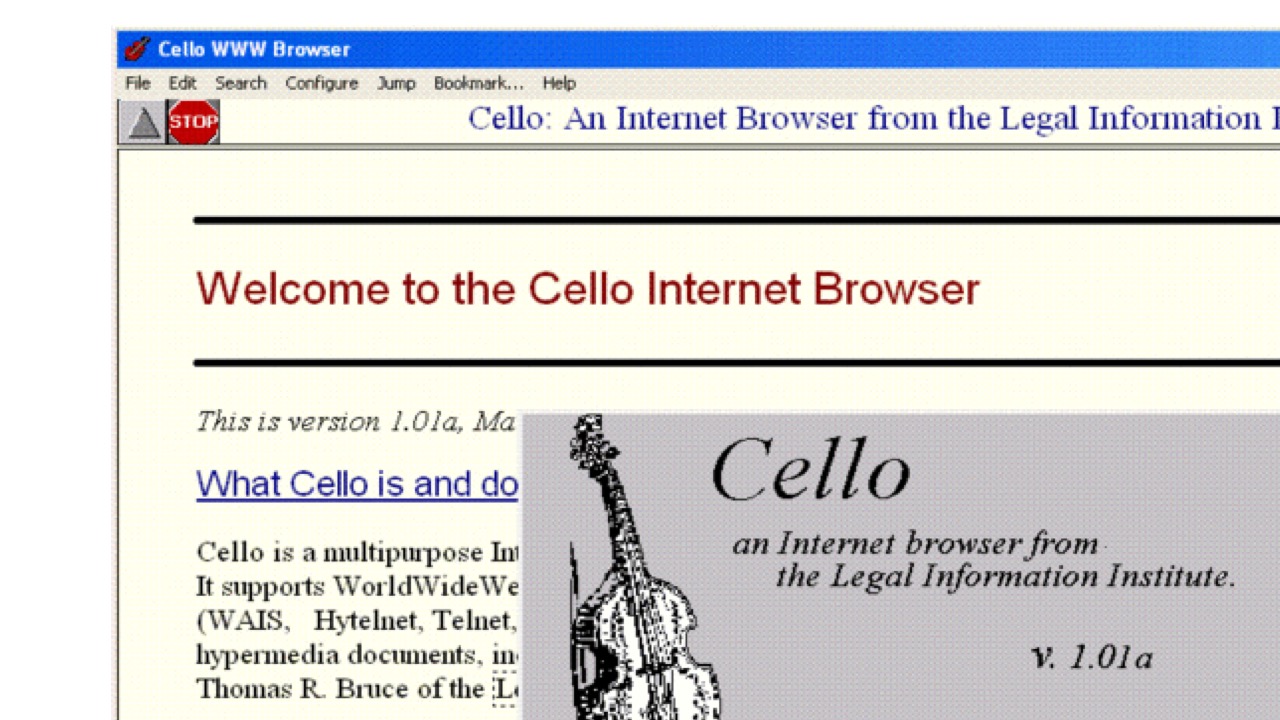 Cello WWW Browser
File Edit Search Configure Jump Bookmark... Help
STOP
Cello: An Internet Browser from the Legal Information
Welcome to the Cello Internet Browser
This is version 1.01a, Ma
What Cello is and do
Cello is a multipurpose Int
It supports WorldWideWe
(WAIS, Hytelnet, Telnet,
hypermedia documents, in
Thomas R. Bruce of the
Cello
an Internet browser from
the Legal Information Institute.
v. 1.01a